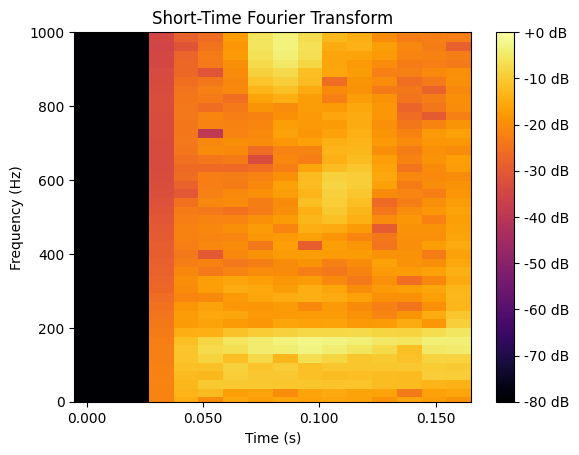 Short-Time Fourier Transform
1000
800
600
400
200
0
Frequency (Hz)
0.000
0.050
0.100
0.150
Time (s)
+0 dB
-10 dB
-20 dB
-30 dB
-40 dB
-50 dB
-60 dB
-70 dB
-80 dB